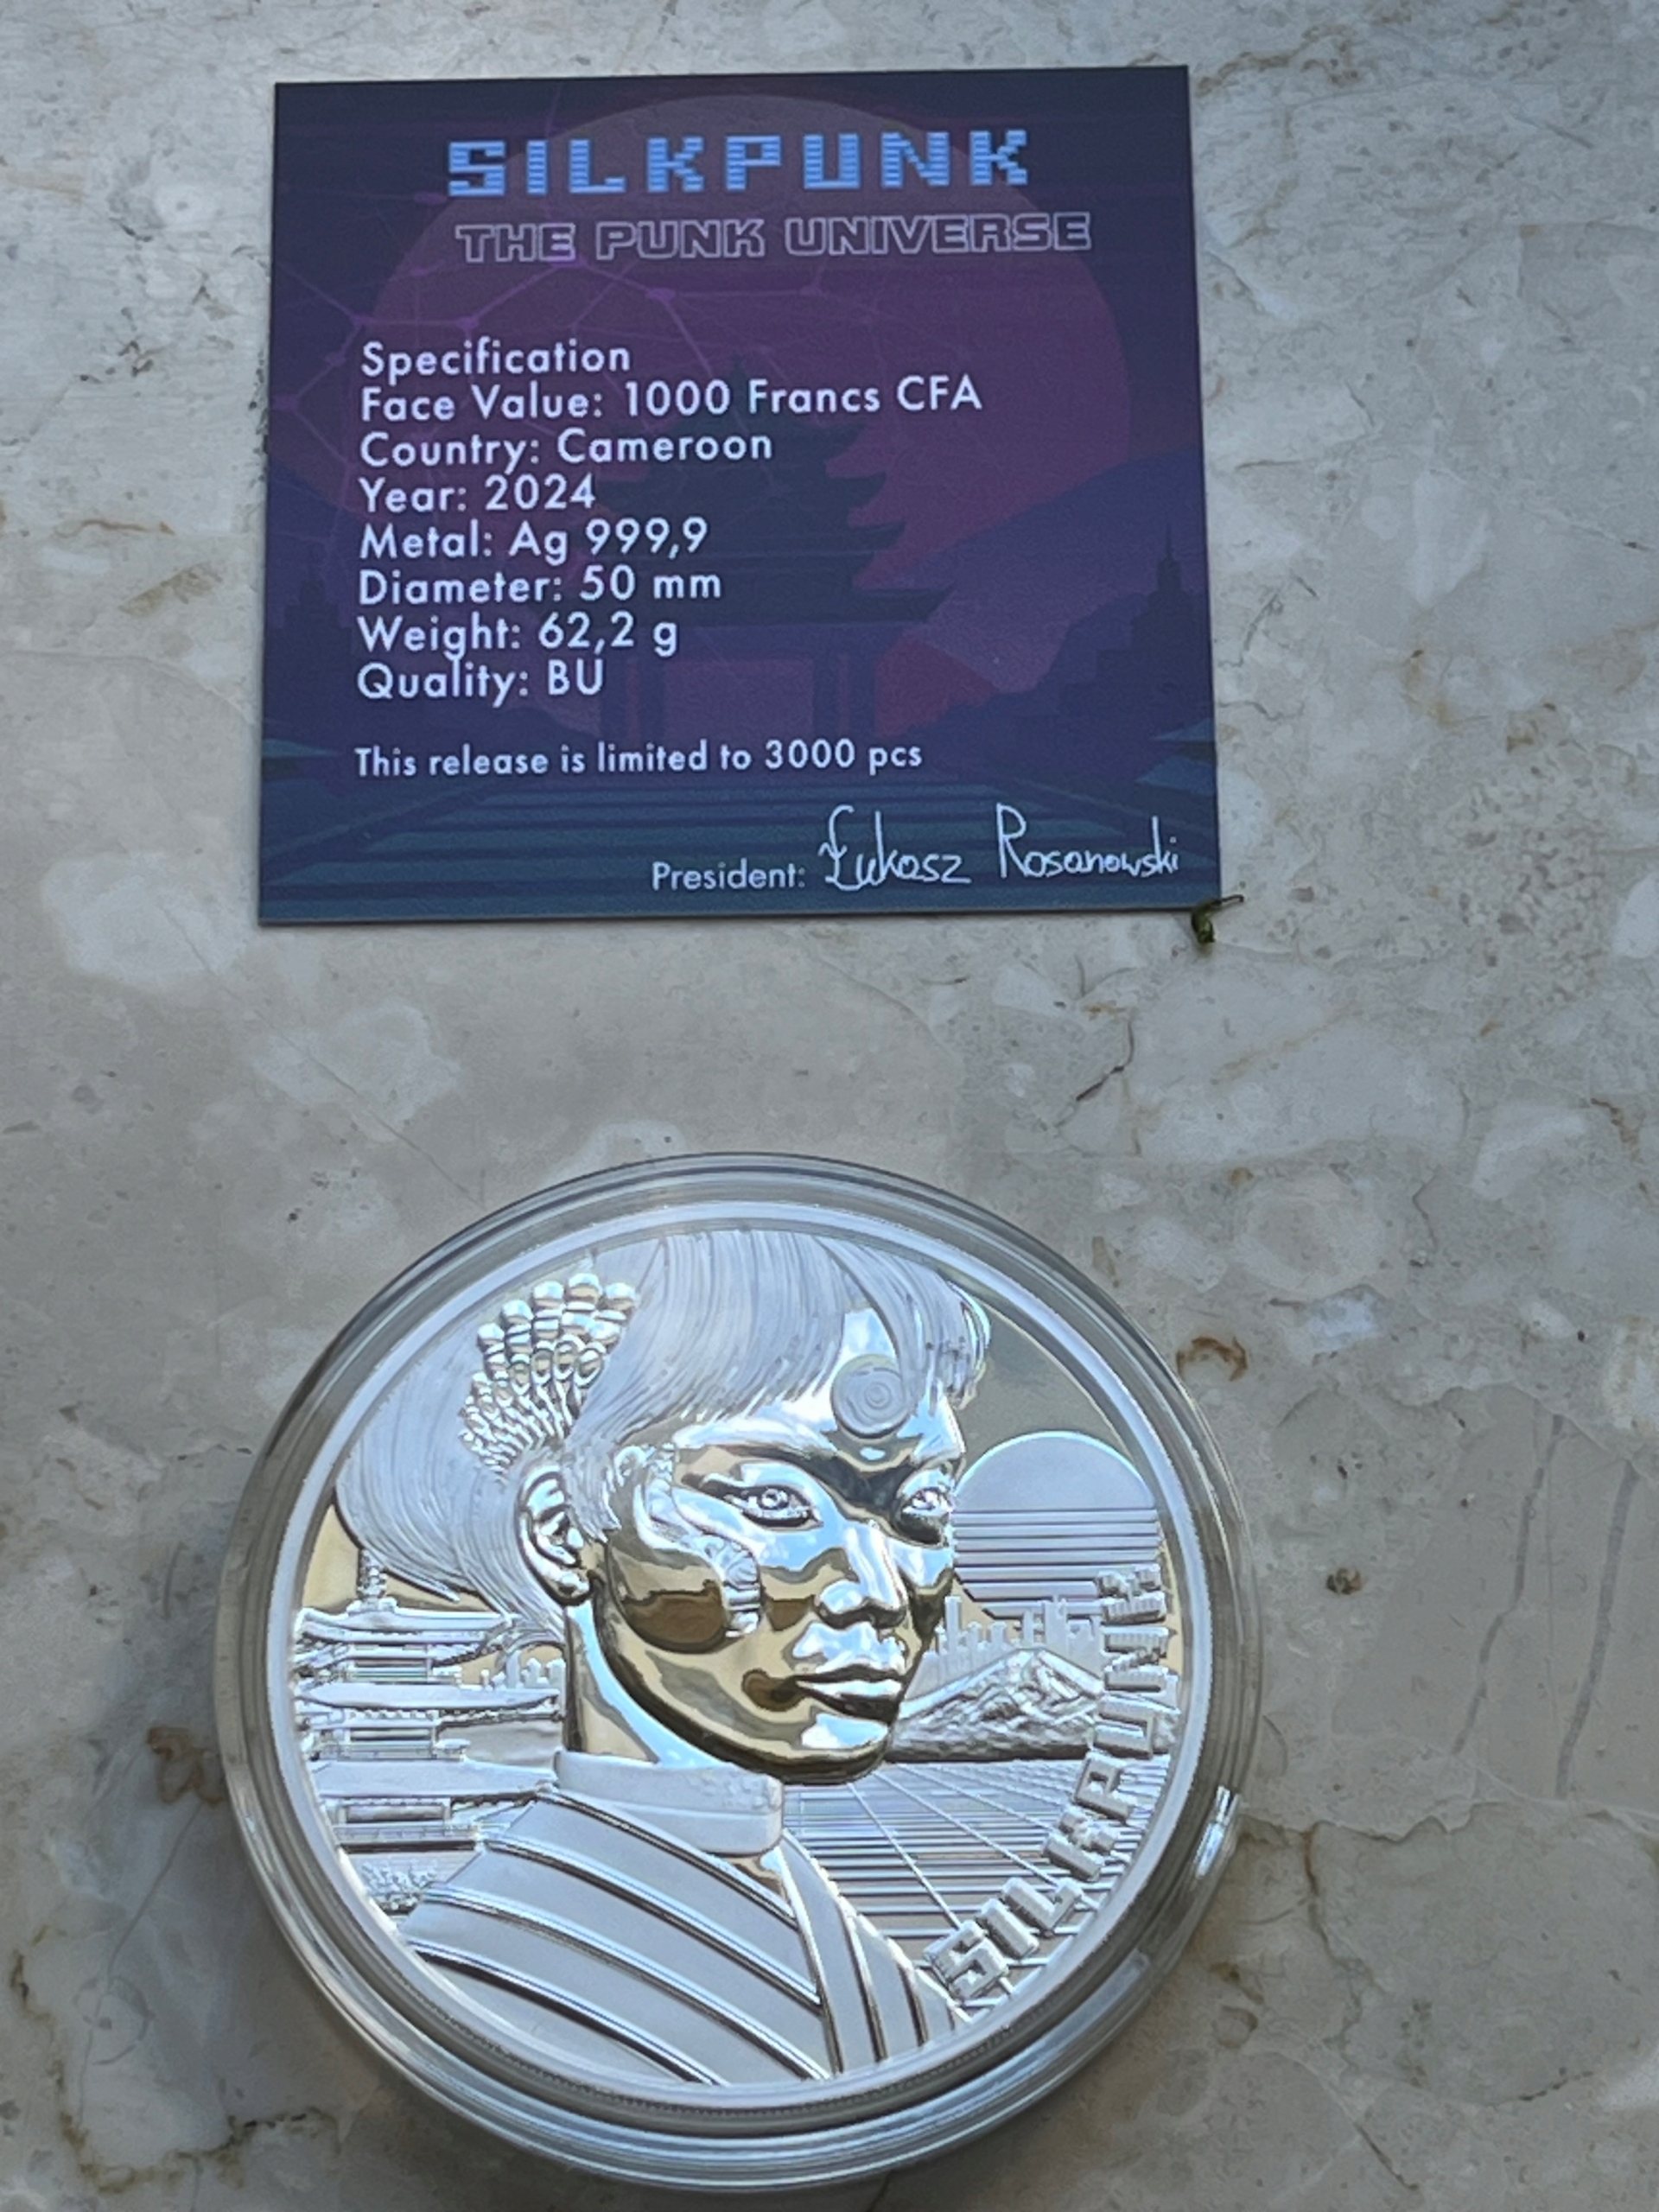 SILKPUNK
THE PUNK UNIVERSE
Specification
Face Value: 1000 Francs CFA
Country: Cameroon
Year: 2024
Metal: Ag 999,9
Diameter: 50 mm
Weight: 62,2 g
Quality: BU
This release is limited to 3000 pcs
President: Łukasz Rosanowski
SILKPUNK